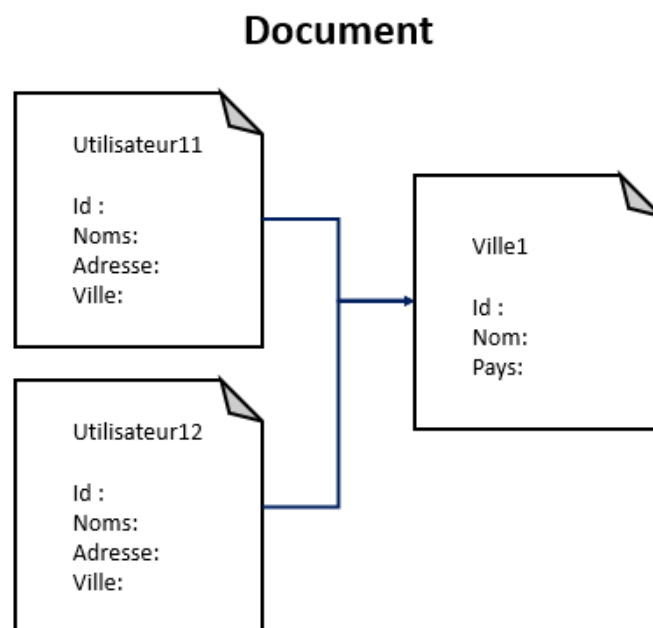 Document
Utilisateur11
Id :
Noms:
Adresse:
Ville:
Utilisateur12
Id :
Noms:
Adresse:
Ville:
Ville1
Id :
Nom:
Pays: